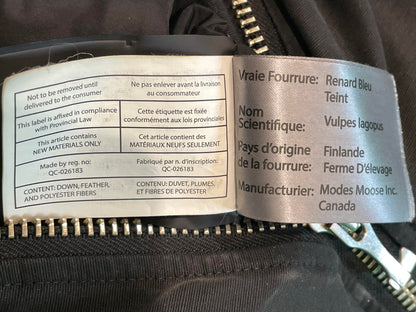 Not to be removed until
delivered to the consumer
Ne pas enlever avant la livraison
au consommateur
This label is affixed in compliance
with Provincial Law
Cette étiquette est fixée
conformément aux lois provinciales
This article contains
NEW MATERIALS ONLY
Cet article contient des
MATÉRIAUX NEUFS SEULEMENT
Made by reg. no:
QC-026183
Fabriqué par n. d'inscription:
QC-026183
CONTENT: DOWN, FEATHER,
AND POLYESTER FIBERS
CONTENU: DUVET, PLUMES,
ET FIBRES DE POLYESTER
Vraie Fourrure: Renard Bleu
Teint
Nom
Scientifique: Vulpes lagopus
Pays d'origine Finlande
de la fourrure: Ferme D'élevage
Manufacturier: Modes Moose Inc.
Canada